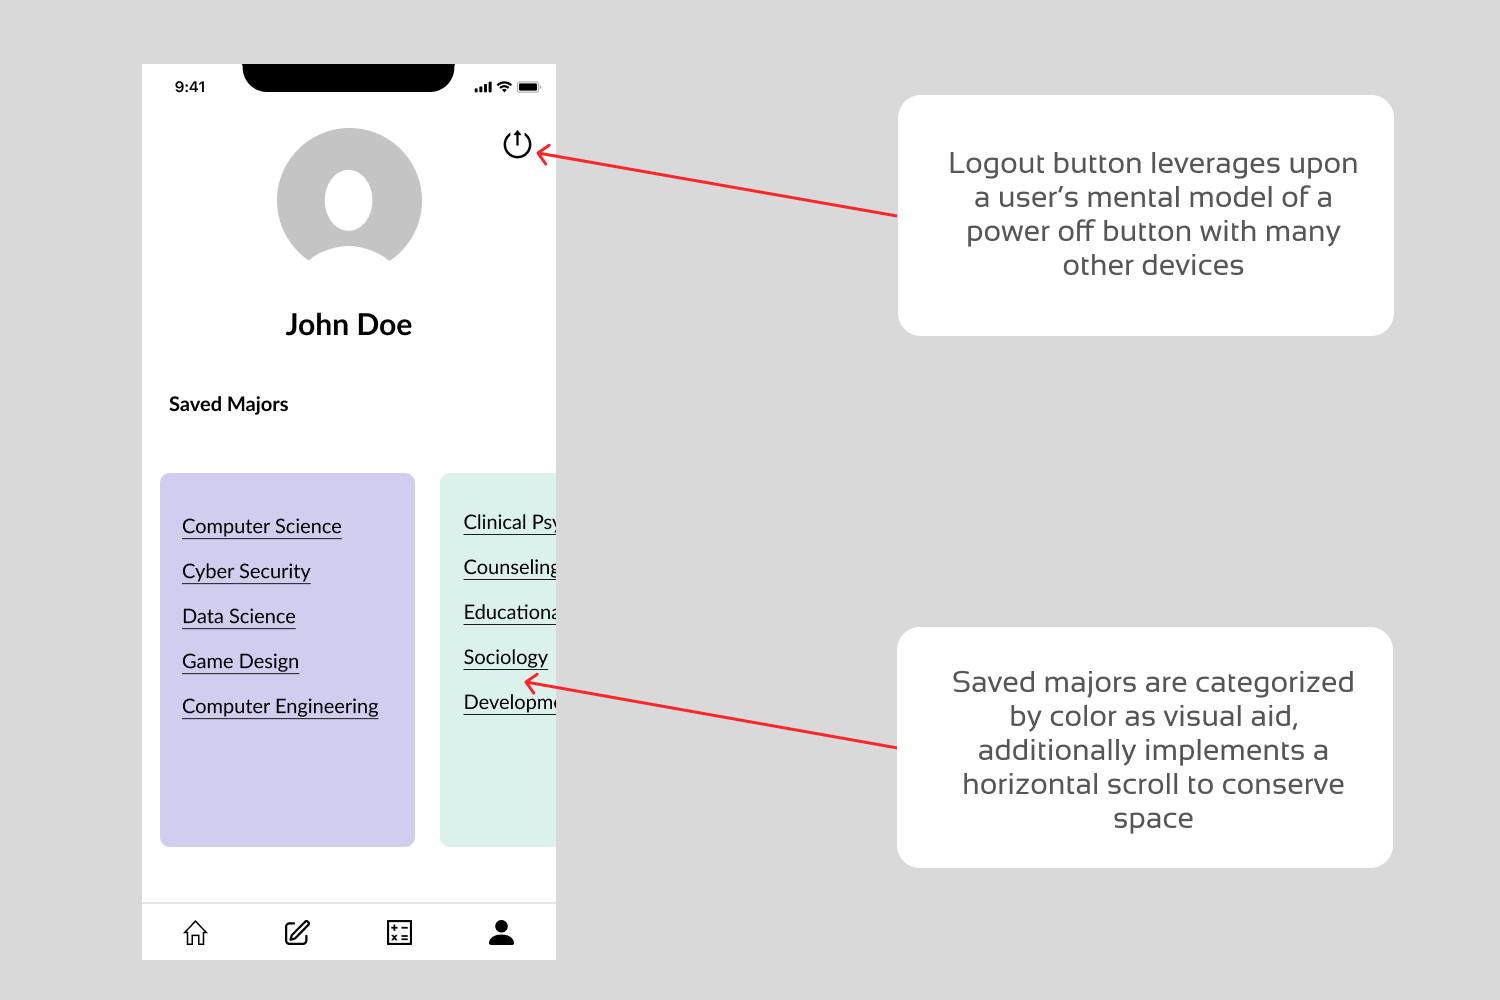 9:41
John Doe
Saved Majors
Computer Science
Cyber Security
Data Science
Game Design
Computer Engineering
Clinical Psy
Counseling
Educationa
Sociology
Developme
Logout button leverages upon
a user’s mental model of a
power off button with many
other devices
Saved majors are categorized
by color as visual aid,
additionally implements a
horizontal scroll to conserve
space